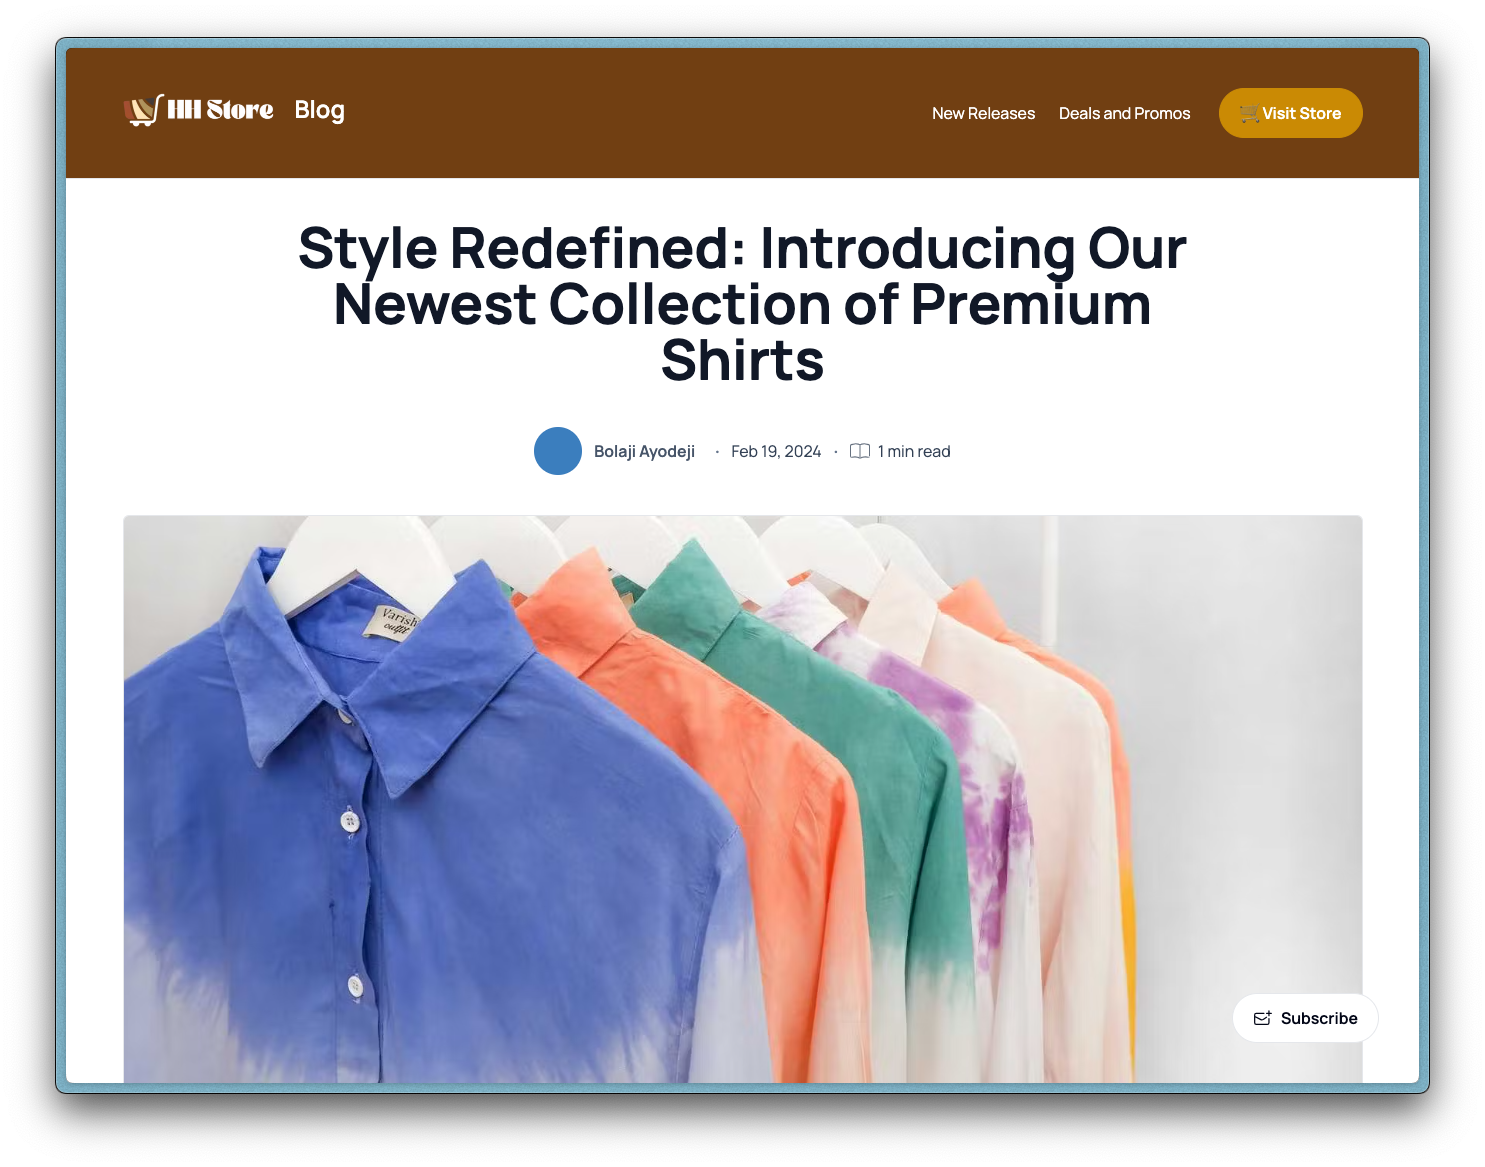 HH Store Blog
New Releases Deals and Promos 🛒Visit Store
Style Redefined: Introducing Our
Newest Collection of Premium
Shirts
Bolaji Ayodeji · Feb 19, 2024 · 1 min read
Varish
outfit
Subscribe